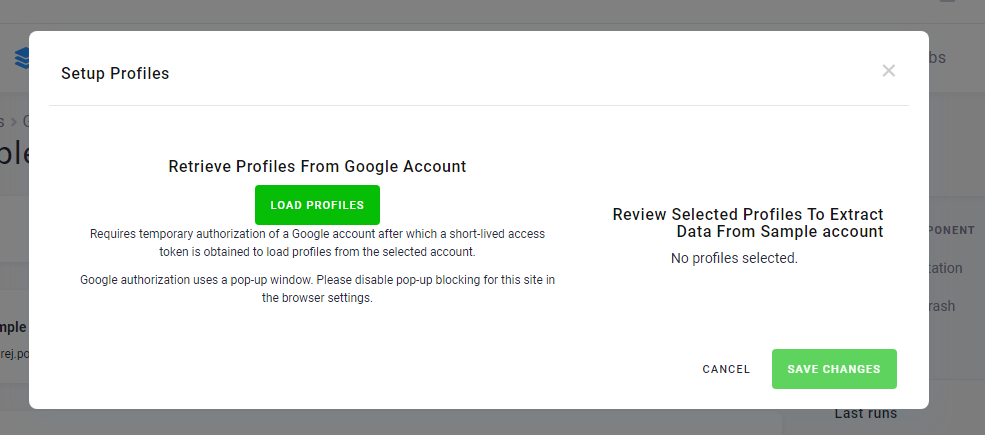 bs
Setup Profiles
s > 
ple
Retrieve Profiles From Google Account
LOAD PROFILES
Requires temporary authorization of a Google account after which a short-lived access
token is obtained to load profiles from the selected account.
Google authorization uses a pop-up window. Please disable pop-up blocking for this site in
the browser settings.
Review Selected Profiles To Extract
Data From Sample account
No profiles selected.
PONENT
tation
rash
mple
rej.po
CANCEL
SAVE CHANGES
Last runs